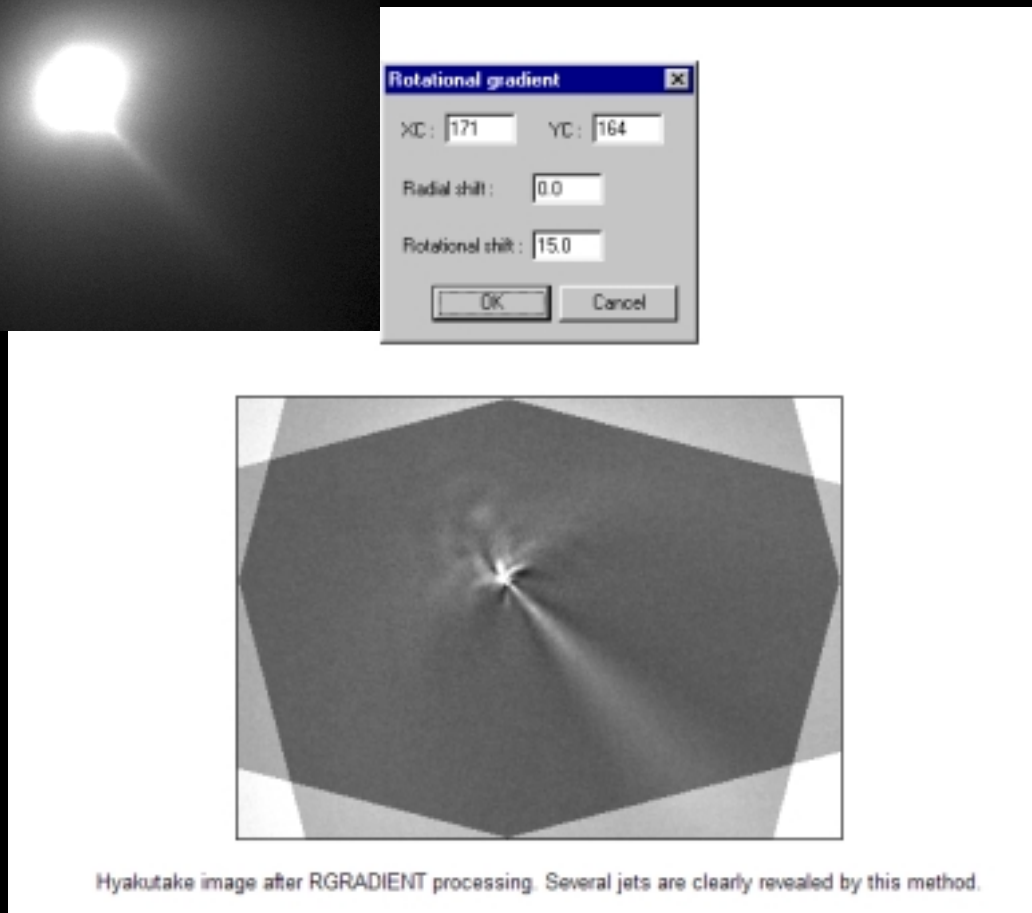 Rotational gradient
XC : 171 YC : 164
Radial shift : 0.0
Rotational shift : 15.0
OK Cancel
Hyakutake image after RGRADIENT processing. Several jets are clearly revealed by this method.